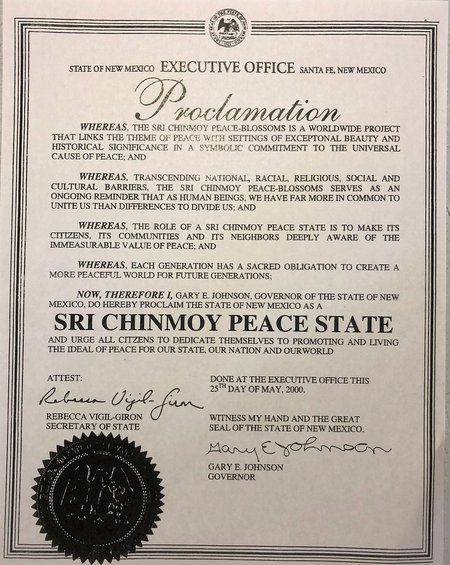 STATE OF NEW MEXICO EXECUTIVE OFFICE SANTA FE, NEW MEXICO
Proclamation
WHEREAS, THE SRI CHINMOY PEACE-BLOSSOMS IS A WORLDWIDE PROJECT
THAT LINKS THE THEME OF PEACE WITH SETTINGS OF EXCEPTONAL BEAUTY AND
HISTORICAL SIGNIFICANCE IN A SYMBOLIC COMMITMENT TO THE UNIVERSAL
CAUSE OF PEACE; AND
WHEREAS, TRANSCENDING NATIONAL, RACIAL, RELIGIOUS, SOCIAL AND
CULTURAL BARRIERS, THE SRI CHINMOY PEACE-BLOSSOMS SERVES AS AN
ONGOING REMINDER THAT AS HUMAN BEINGS, WE HAVE FAR MORE IN COMMON TO
UNITE US THAN DIFFERENCES TO DIVIDE US; AND
WHEREAS, THE ROLE OF A SRI CHINMOY PEACE STATE IS TO MAKE ITS
CITIZENS, ITS COMMUNITIES AND ITS NEIGHBORS DEEPLY AWARE OF THE
IMMEASURABLE VALUE OF PEACE; AND
WHEREAS, EACH GENERATION HAS A SACRED OBLIGATION TO CREATE A
MORE PEACEFUL WORLD FOR FUTURE GENERATIONS;
NOW, THEREFORE I, GARY E. JOHNSON, GOVERNOR OF THE STATE OF NEW
MEXICO, DO HEREBY PROCLAIM THE STATE OF NEW MEXICO AS A
SRI CHINMOY PEACE STATE
AND URGE ALL CITZENS TO DEDICATE THEMSELVES TO PROMOTING AND LIVING
THE IDEAL OF PEACE FOR OUR STATE, OUR NATION AND OURWORLD
ATTEST:
Rebecca Vigil-Giron
REBECCA VIGIL-GIRON
SECRETARY OF STATE
DONE AT THE EXECUTIVE OFFICE THIS
25TH DAY OF MAY, 2000.
WITNESS MY HAND AND THE GREAT
SEAL OF THE STATE OF NEW MEXICO.
Gary E Johnson
GARY E. JOHNSON
GOVERNOR